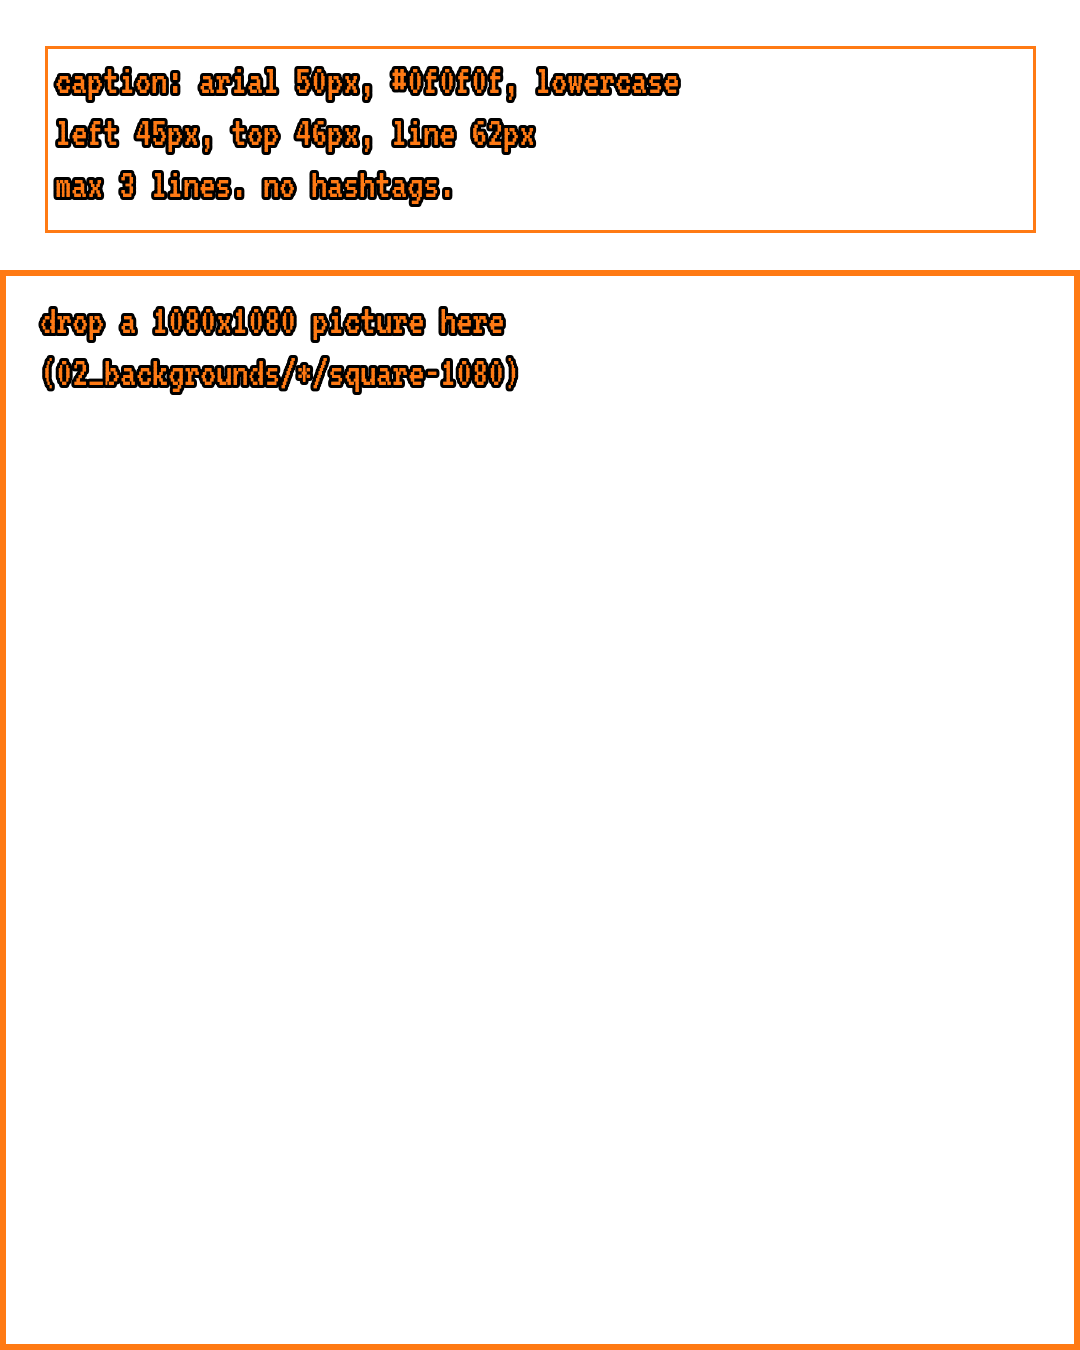 caption: arial 50px, #0f0f0f, lowercase
left 45px, top 46px, line 62px
max 3 lines. no hashtags.
drop a 1080x1080 picture here
(02_backgrounds/*/square-1080)